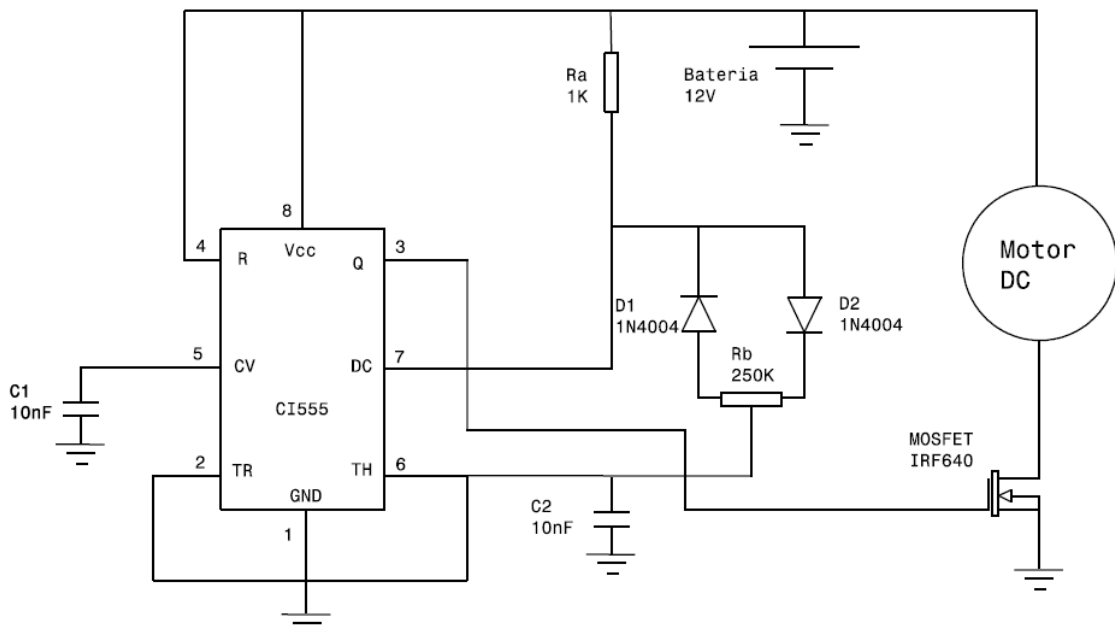 Ra
1K
Bateria
12V
8
4
Vcc
3
R
Q
Motor
DC
D1
1N4004
D2
1N4004
5
CV
DC
7
Rb
250K
C1
10nF
CI555
MOSFET
IRF640
2
TR
TH
6
GND
C2
10nF
1